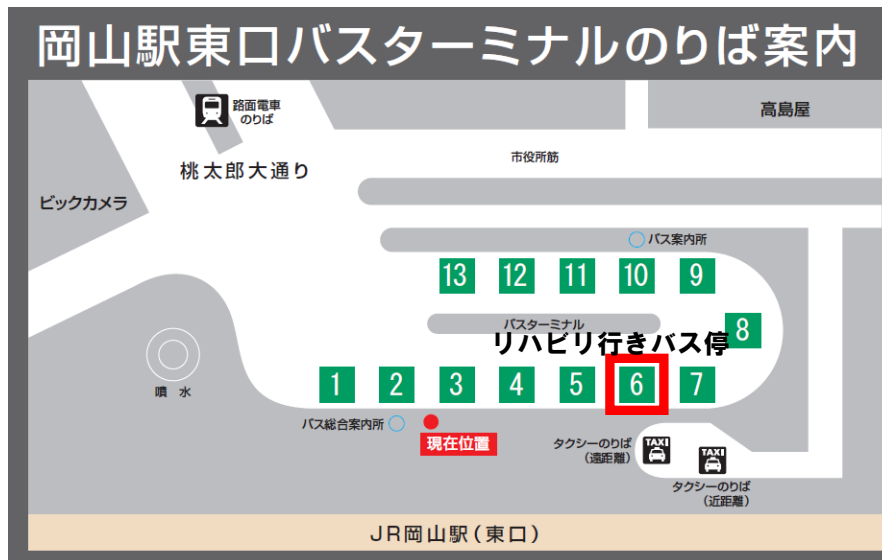 岡山駅東口バスターミナルのりば案内
路面電車
のりば
高島屋
市役所筋
桃太郎大通り
ビックカメラ
バス案内所
13 12 11 10 9
バスターミナル
8
リハビリ行きバス停
1 2 3 4 5 6 7
噴水
バス総合案内所
現在位置
タクシーのりば
(遠距離)
TAXI
TAXI
タクシーのりば
(近距離)
JR岡山駅(東口)